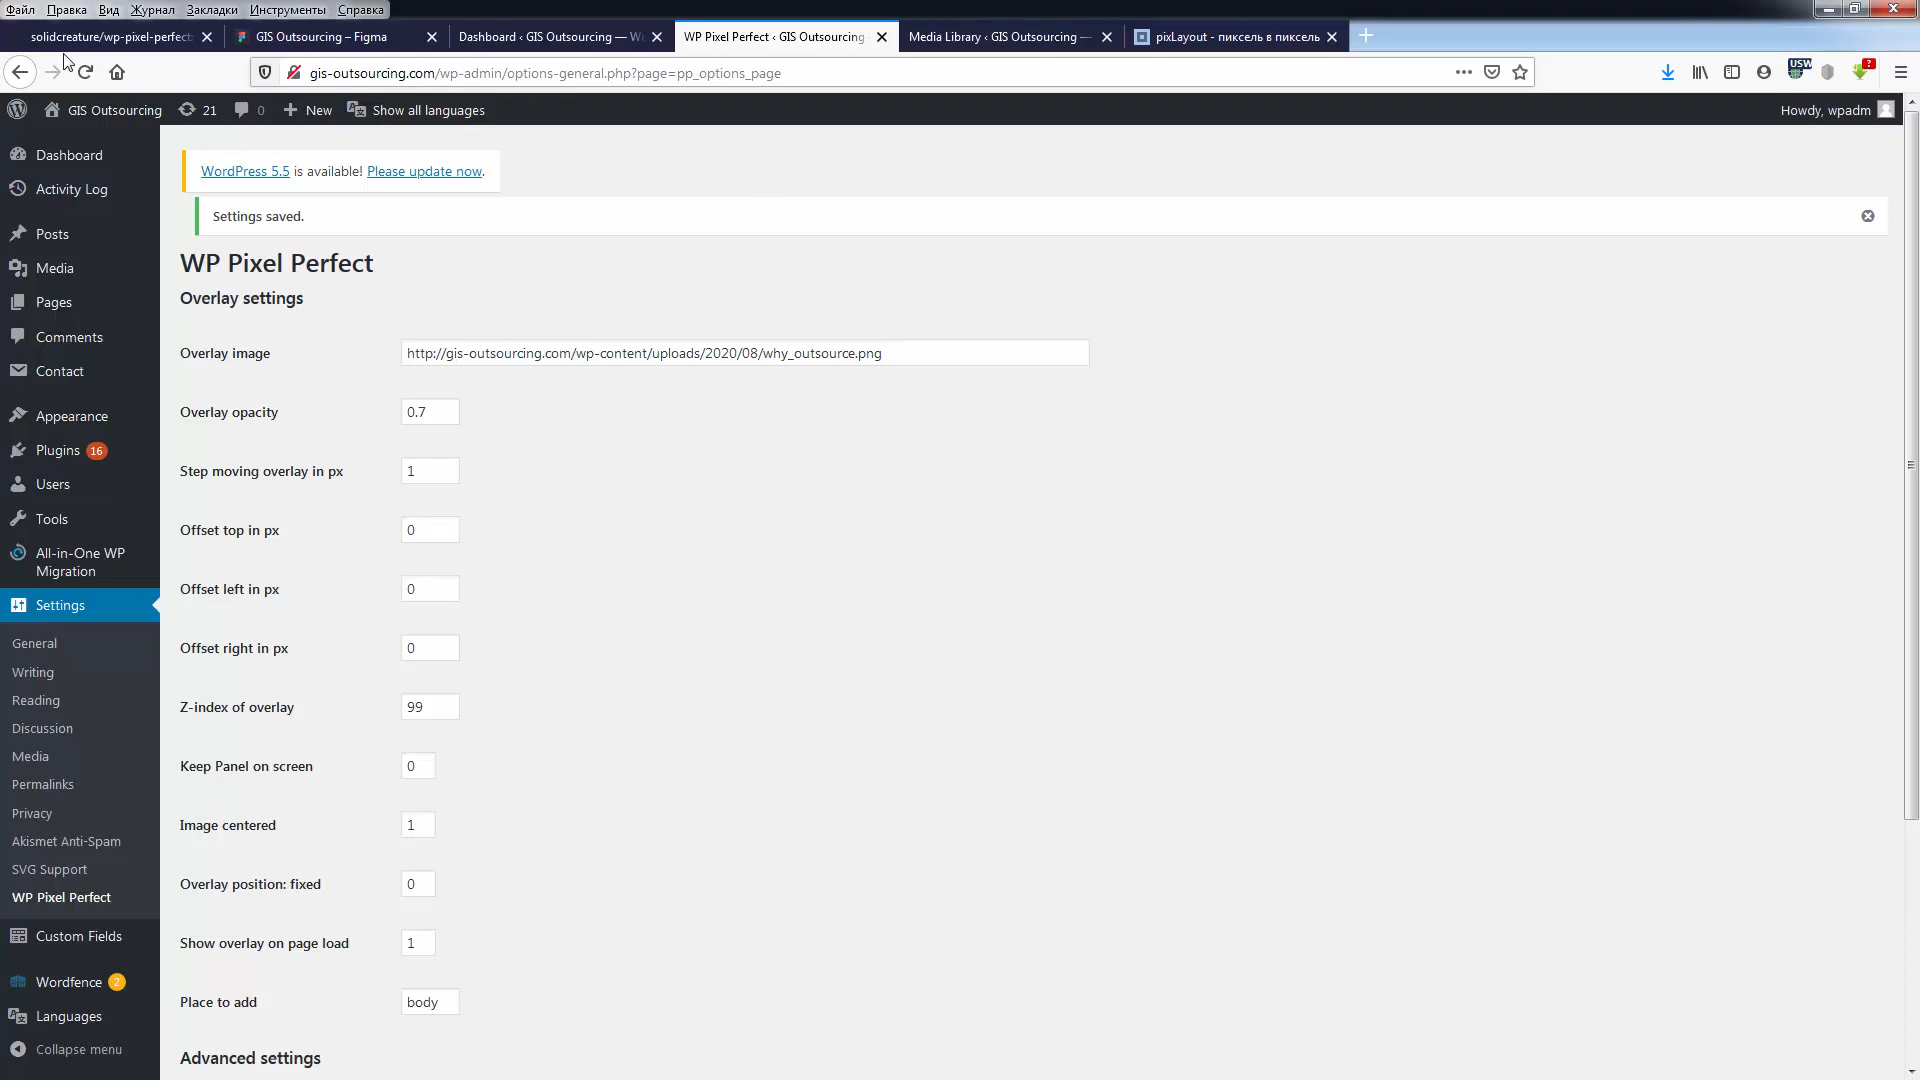 Файл Правка Вид Журнал Закладки Инструменты Справка
solidcreature/wp-pixel-perfect: GIS Outsourcing – Figma Dashboard ‹ GIS Outsourcing — W WP Pixel Perfect ‹ GIS Outsourcing Media Library ‹ GIS Outsourcing — pixLayout - пиксель в пиксель
gis-outsourcing.com/wp-admin/options-general.php?page=pp_options_page
USW
?
GIS Outsourcing 21 0 New Show all languages Howdy, wpadm
Dashboard
Activity Log
Posts
Media
Pages
Comments
Contact
Appearance
Plugins 16
Users
Tools
All-in-One WP
Migration
Settings
General
Writing
Reading
Discussion
Media
Permalinks
Privacy
Akismet Anti-Spam
SVG Support
WP Pixel Perfect
Custom Fields
Wordfence 2
Languages
Collapse menu
WordPress 5.5 is available! Please update now.
Settings saved.
WP Pixel Perfect
Overlay settings
Overlay image http://gis-outsourcing.com/wp-content/uploads/2020/08/why_outsource.png
Overlay opacity 0.7
Step moving overlay in px 1
Offset top in px 0
Offset left in px 0
Offset right in px 0
Z-index of overlay 99
Keep Panel on screen 0
Image centered 1
Overlay position: fixed 0
Show overlay on page load 1
Place to add body
Advanced settings